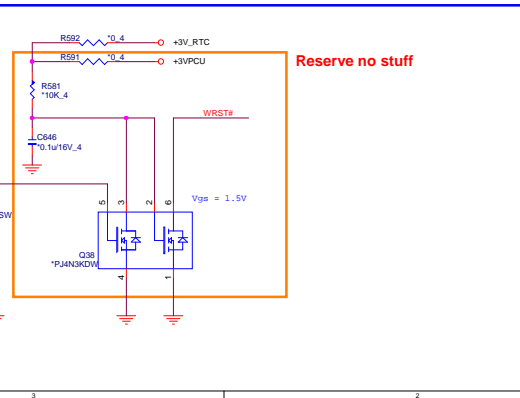 R592
*0_4
+3V_RTC
R591
*0_4
+3VPCU
Reserve no stuff
R581
*10K_4
WRST#
C646
*0.1u/16V_4
5
3
2
6
Vgs = 1.5V
SW
Q38
*PJ4N3KDW
4
1
3
2